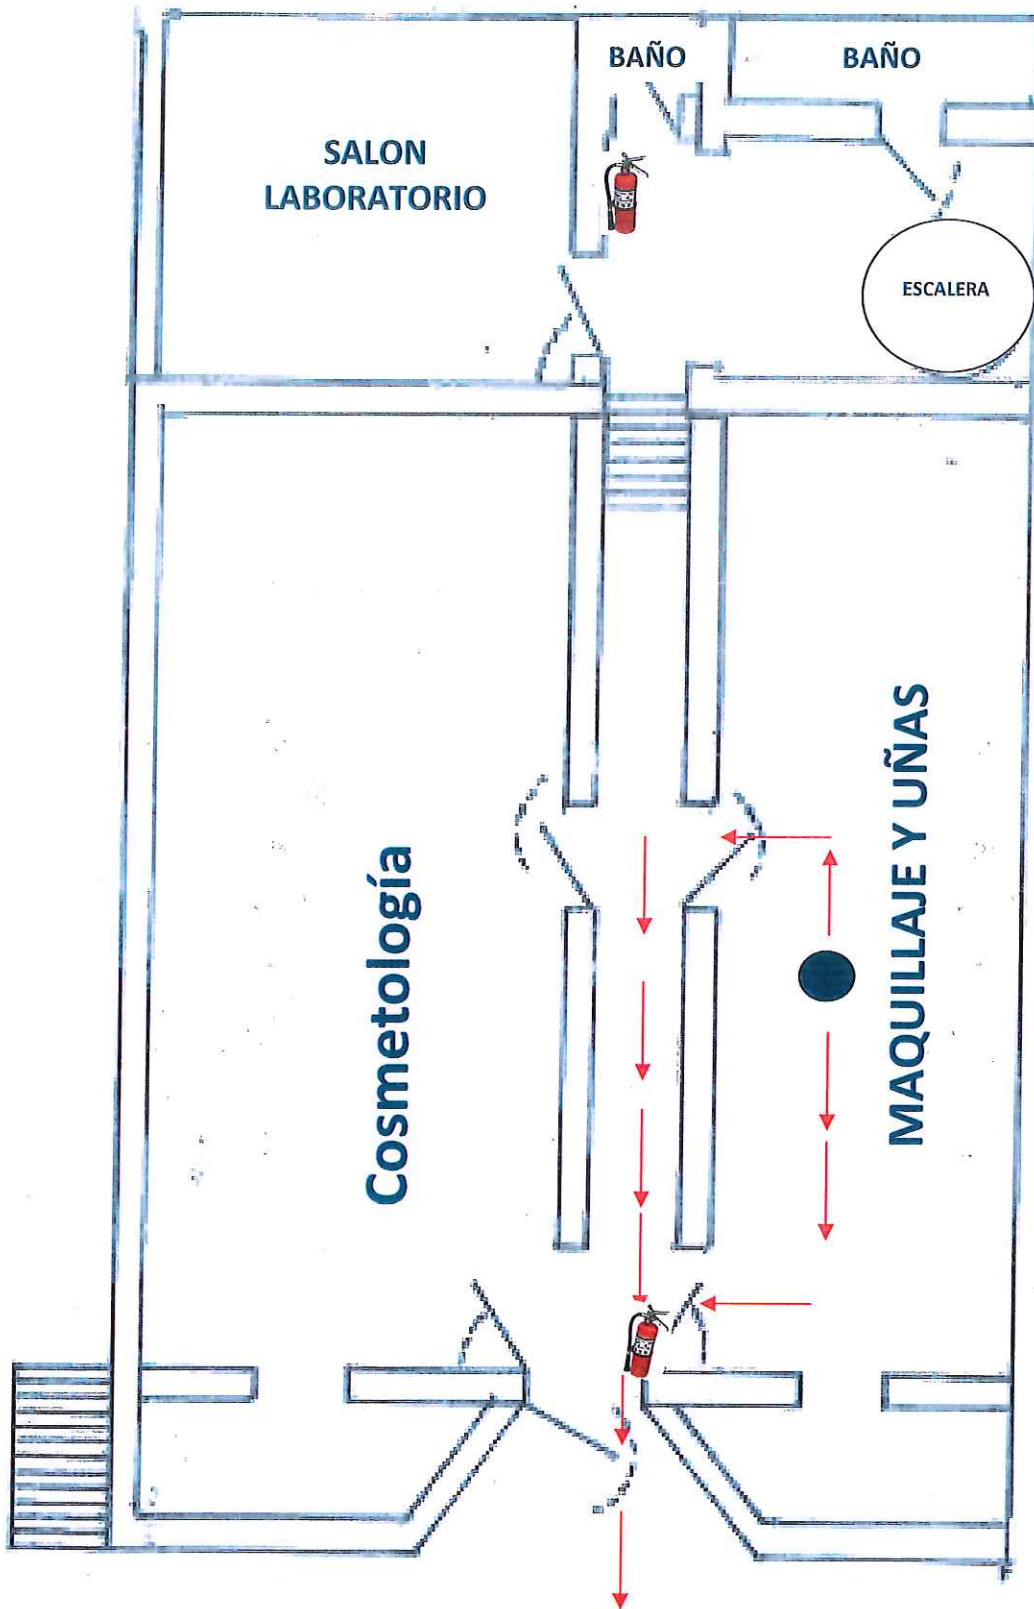 BAÑO
BAÑO
SALON
LABORATORIO
ESCALERA
Cosmetología
MAQUILLAJE Y UÑAS